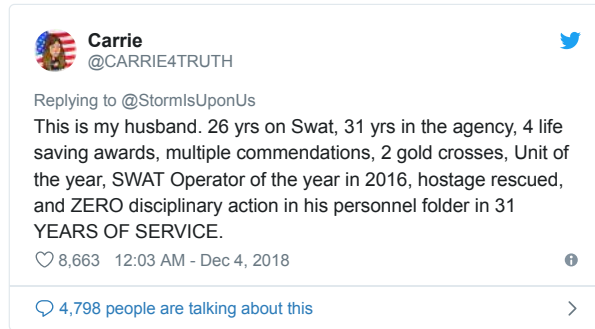 Carrie
@CARRIE4TRUTH
Replying to @StormIsUponUs
This is my husband. 26 yrs on Swat, 31 yrs in the agency, 4 life
saving awards, multiple commendations, 2 gold crosses, Unit of
the year, SWAT Operator of the year in 2016, hostage rescued,
and ZERO disciplinary action in his personnel folder in 31
YEARS OF SERVICE.
8,663 12:03 AM - Dec 4, 2018
4,798 people are talking about this